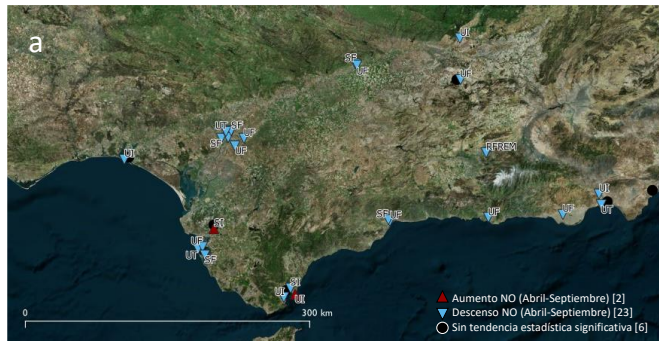 a
UI
SF
UF
UH
UT
SF
UF
SF
UF
UI
RFREM
UI
SI
SF
UF
UF
UF
UT
UF
UT
SF
SI
UI
UI
Aumento NO (Abril-Septiembre) [2]
Descenso NO (Abril-Septiembre) [23]
Sin tendencia estadística significativa [6]
0
300 km